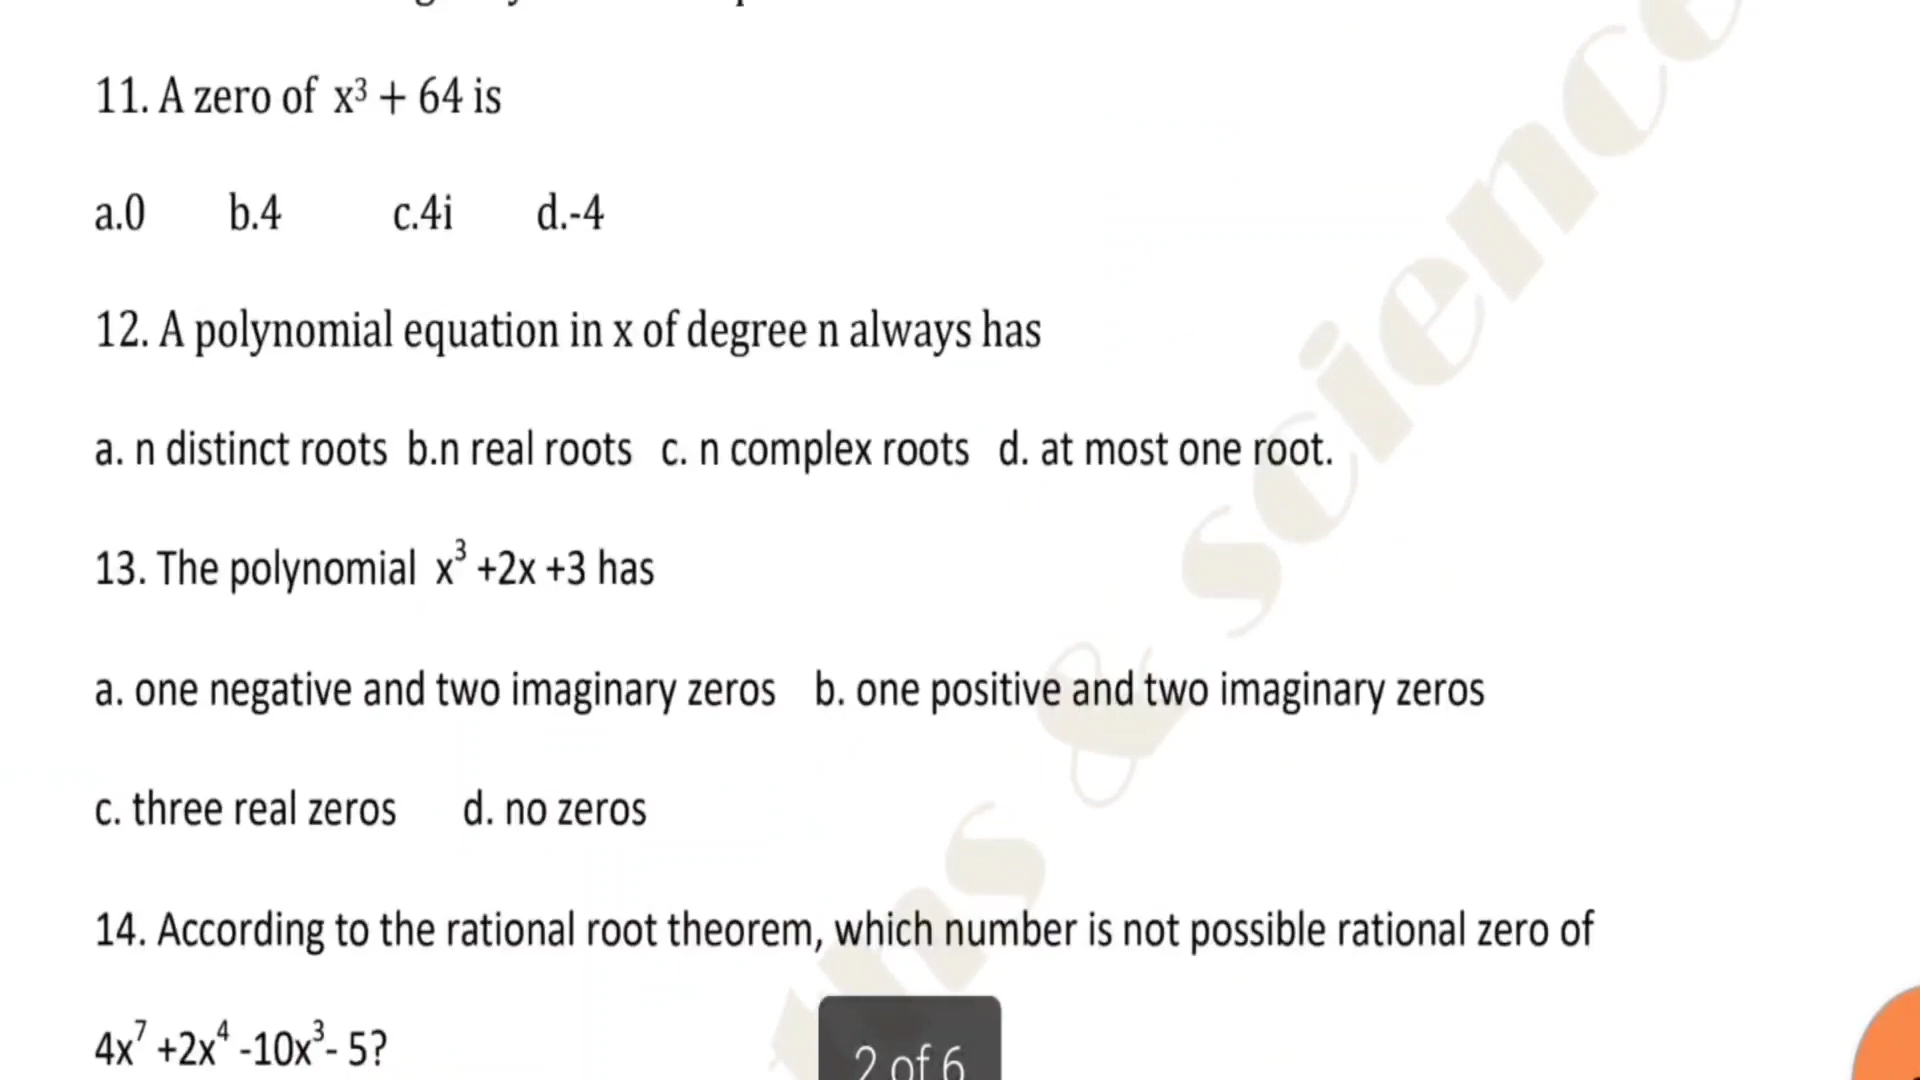 11. A zero of x³ + 64 is
a.0 b.4 c.4i d.-4
12. A polynomial equation in x of degree n always has
a. n distinct roots b.n real roots c. n complex roots d. at most one root.
13. The polynomial x³ +2x +3 has
a. one negative and two imaginary zeros b. one positive and two imaginary zeros
c. three real zeros d. no zeros
14. According to the rational root theorem, which number is not possible rational zero of
4x⁷ +2x⁴ -10x³- 5?
2 of 6
& science